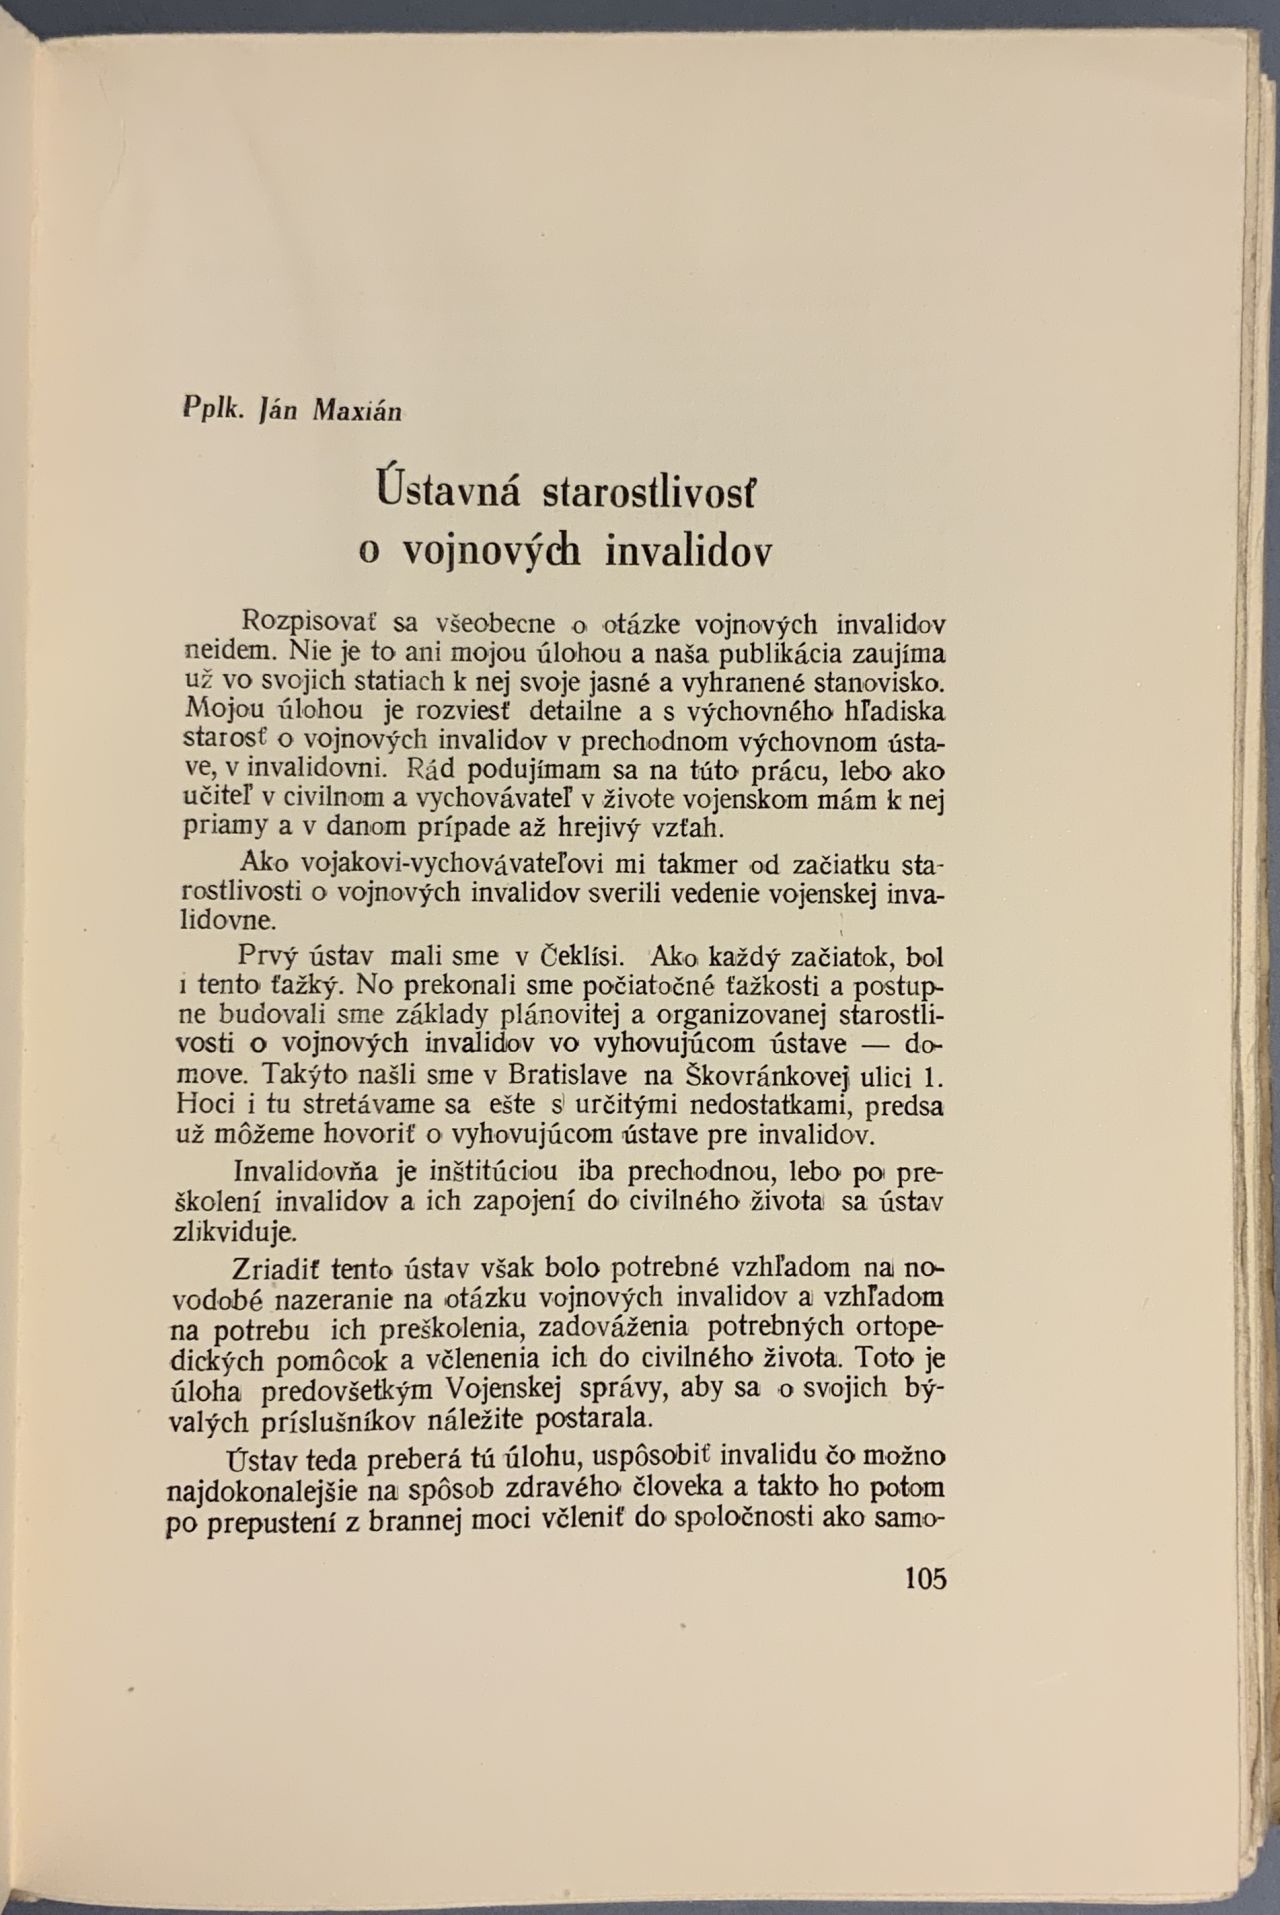 Pplk. Ján Maxián
Ústavná starostlivosť
o vojnových invalidov
Rozpisovať sa všeobecne o otázke vojnových invalidov
neidem. Nie je to ani mojou úlohou a naša publikácia zaujíma
už vo svojich statiach k nej svoje jasné a vyhranené stanovisko.
Mojou úlohou je rozviesť detailne a s výchovného hľadiska
starosť o vojnových invalidov v prechodnom výchovnom ústa-
ve, v invalidovni. Rád podujímam sa na túto prácu, lebo ako
učiteľ v civilnom a vychovávateľ v živote vojenskom mám k nej
priamy a v danom prípade až hrejivý vzťah.
Ako vojakovi-vychovávateľovi mi takmer od začiatku sta-
rostlivosti o vojnových invalidov sverili vedenie vojenskej inva-
lidovne.
Prvý ústav mali sme v Čeklísi. Ako každý začiatok, bol
i tento ťažký. No prekonali sme počiatočné ťažkosti a postup-
ne budovali sme základy plánovitej a organizovanej starostli-
vosti o vojnových invalidov vo vyhovujúcom ústave — do-
move. Takýto našli sme v Bratislave na Škovránkovej ulici 1.
Hoci i tu stretávame sa ešte s určitými nedostatkami, predsa
už môžeme hovoriť o vyhovujúcom ústave pre invalidov.
Invalidovňa je inštitúciou iba prechodnou, lebo po pre-
školení invalidov a ich zapojení do civilného života sa ústav
zlikviduje.
Zriadiť tento ústav však bolo potrebné vzhľadom na no-
vodobé nazeranie na otázku vojnových invalidov a vzhľadom
na potrebu ich preškolenia, zadováženia potrebných ortope-
dických pomôcok a včlenenia ich do civilného života. Toto je
úloha predovšetkým Vojenskej správy, aby sa o svojich bý-
valých príslušníkov náležite postarala.
Ústav teda preberá tú úlohu, uspôsobiť invalidu čo možno
najdokonalejšie na spôsob zdravého človeka a takto ho potom
po prepustení z brannej moci včleniť do spoločnosti ako samo-
105